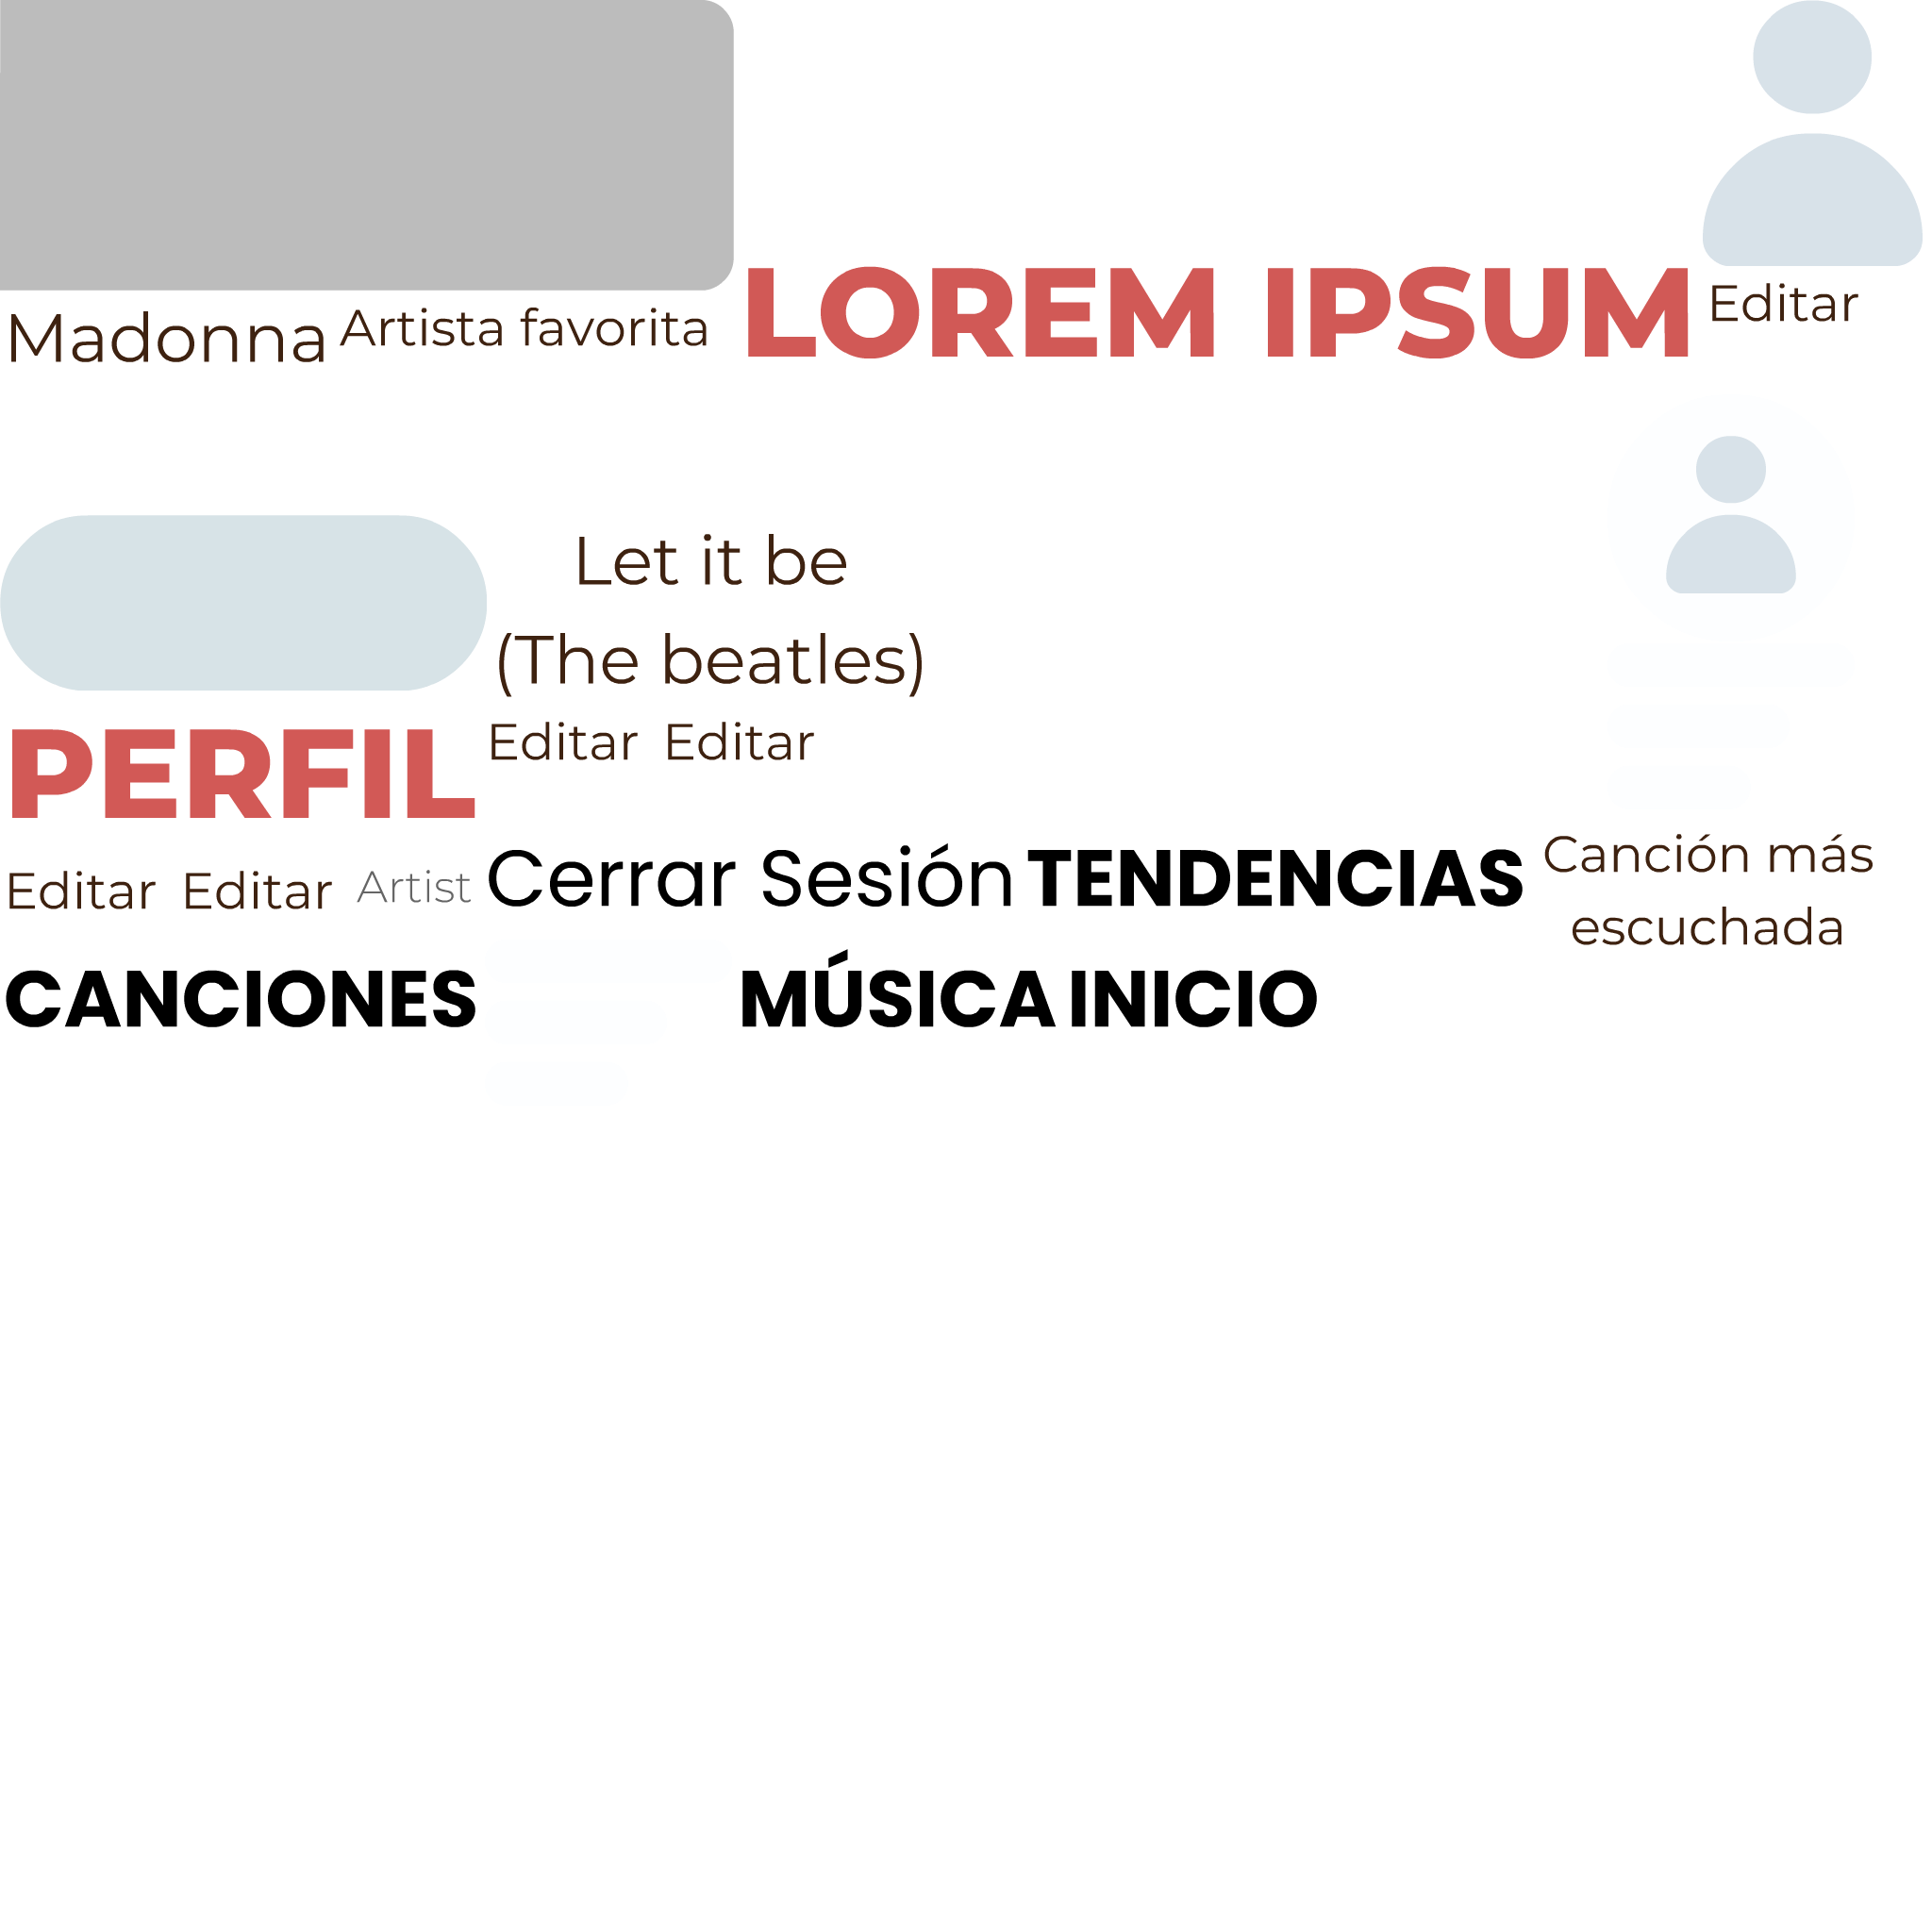 Madonna Artista favorita LOREM IPSUM Editar
Let it be
(The beatles)
PERFIL Editar Editar
Editar Editar Artist Cerrar Sesión TENDENCIAS Canción más
escuchada
CANCIONES MÚSICA INICIO